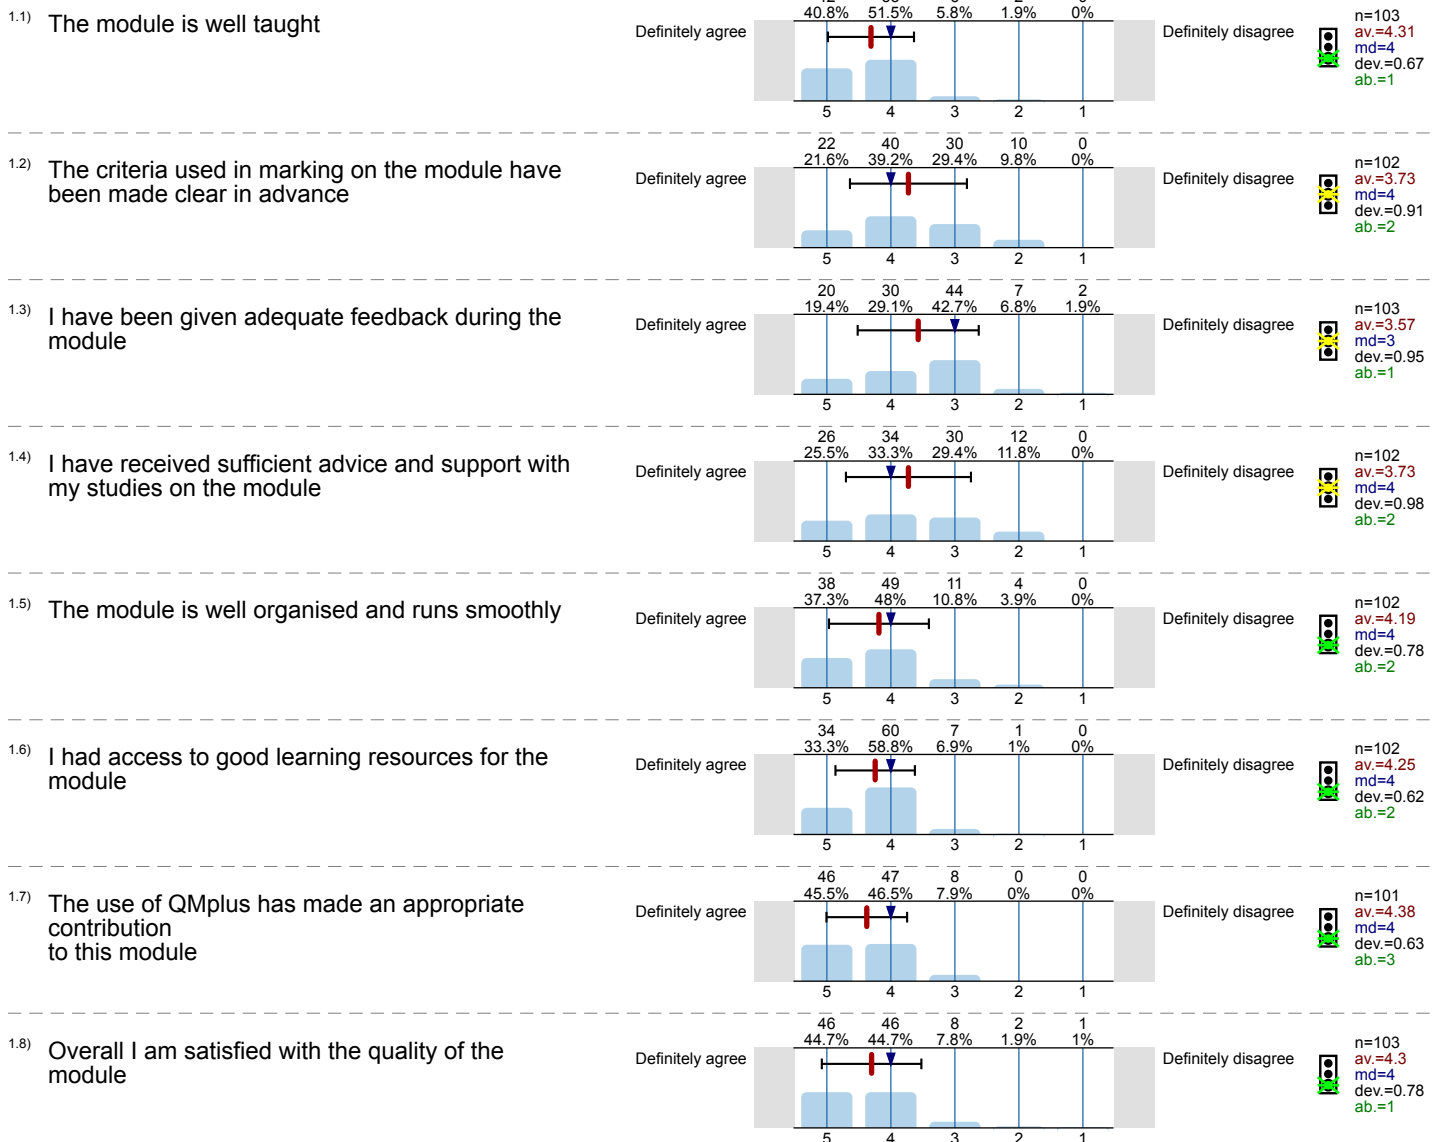 1.1) The module is well taught
Definitely agree
40.8% 51.5% 5.8% 1.9% 0%
5 4 3 2 1
Definitely disagree
n=103
av.=4.31
md=4
dev.=0.67
ab.=1
1.2) The criteria used in marking on the module have
been made clear in advance
Definitely agree
22 40 30 10 0
21.6% 39.2% 29.4% 9.8% 0%
5 4 3 2 1
Definitely disagree
n=102
av.=3.73
md=4
dev.=0.91
ab.=2
1.3) I have been given adequate feedback during the
module
Definitely agree
20 30 44 7 2
19.4% 29.1% 42.7% 6.8% 1.9%
5 4 3 2 1
Definitely disagree
n=103
av.=3.57
md=3
dev.=0.95
ab.=1
1.4) I have received sufficient advice and support with
my studies on the module
Definitely agree
26 34 30 12 0
25.5% 33.3% 29.4% 11.8% 0%
5 4 3 2 1
Definitely disagree
n=102
av.=3.73
md=4
dev.=0.98
ab.=2
1.5) The module is well organised and runs smoothly
Definitely agree
38 49 11 4 0
37.3% 48% 10.8% 3.9% 0%
5 4 3 2 1
Definitely disagree
n=102
av.=4.19
md=4
dev.=0.78
ab.=2
1.6) I had access to good learning resources for the
module
Definitely agree
34 60 7 1 0
33.3% 58.8% 6.9% 1% 0%
5 4 3 2 1
Definitely disagree
n=102
av.=4.25
md=4
dev.=0.62
ab.=2
1.7) The use of QMplus has made an appropriate
contribution
to this module
Definitely agree
46 47 8 0 0
45.5% 46.5% 7.9% 0% 0%
5 4 3 2 1
Definitely disagree
n=101
av.=4.38
md=4
dev.=0.63
ab.=3
1.8) Overall I am satisfied with the quality of the
module
Definitely agree
46 46 8 2 1
44.7% 44.7% 7.8% 1.9% 1%
5 4 3 2 1
Definitely disagree
n=103
av.=4.3
md=4
dev.=0.78
ab.=1